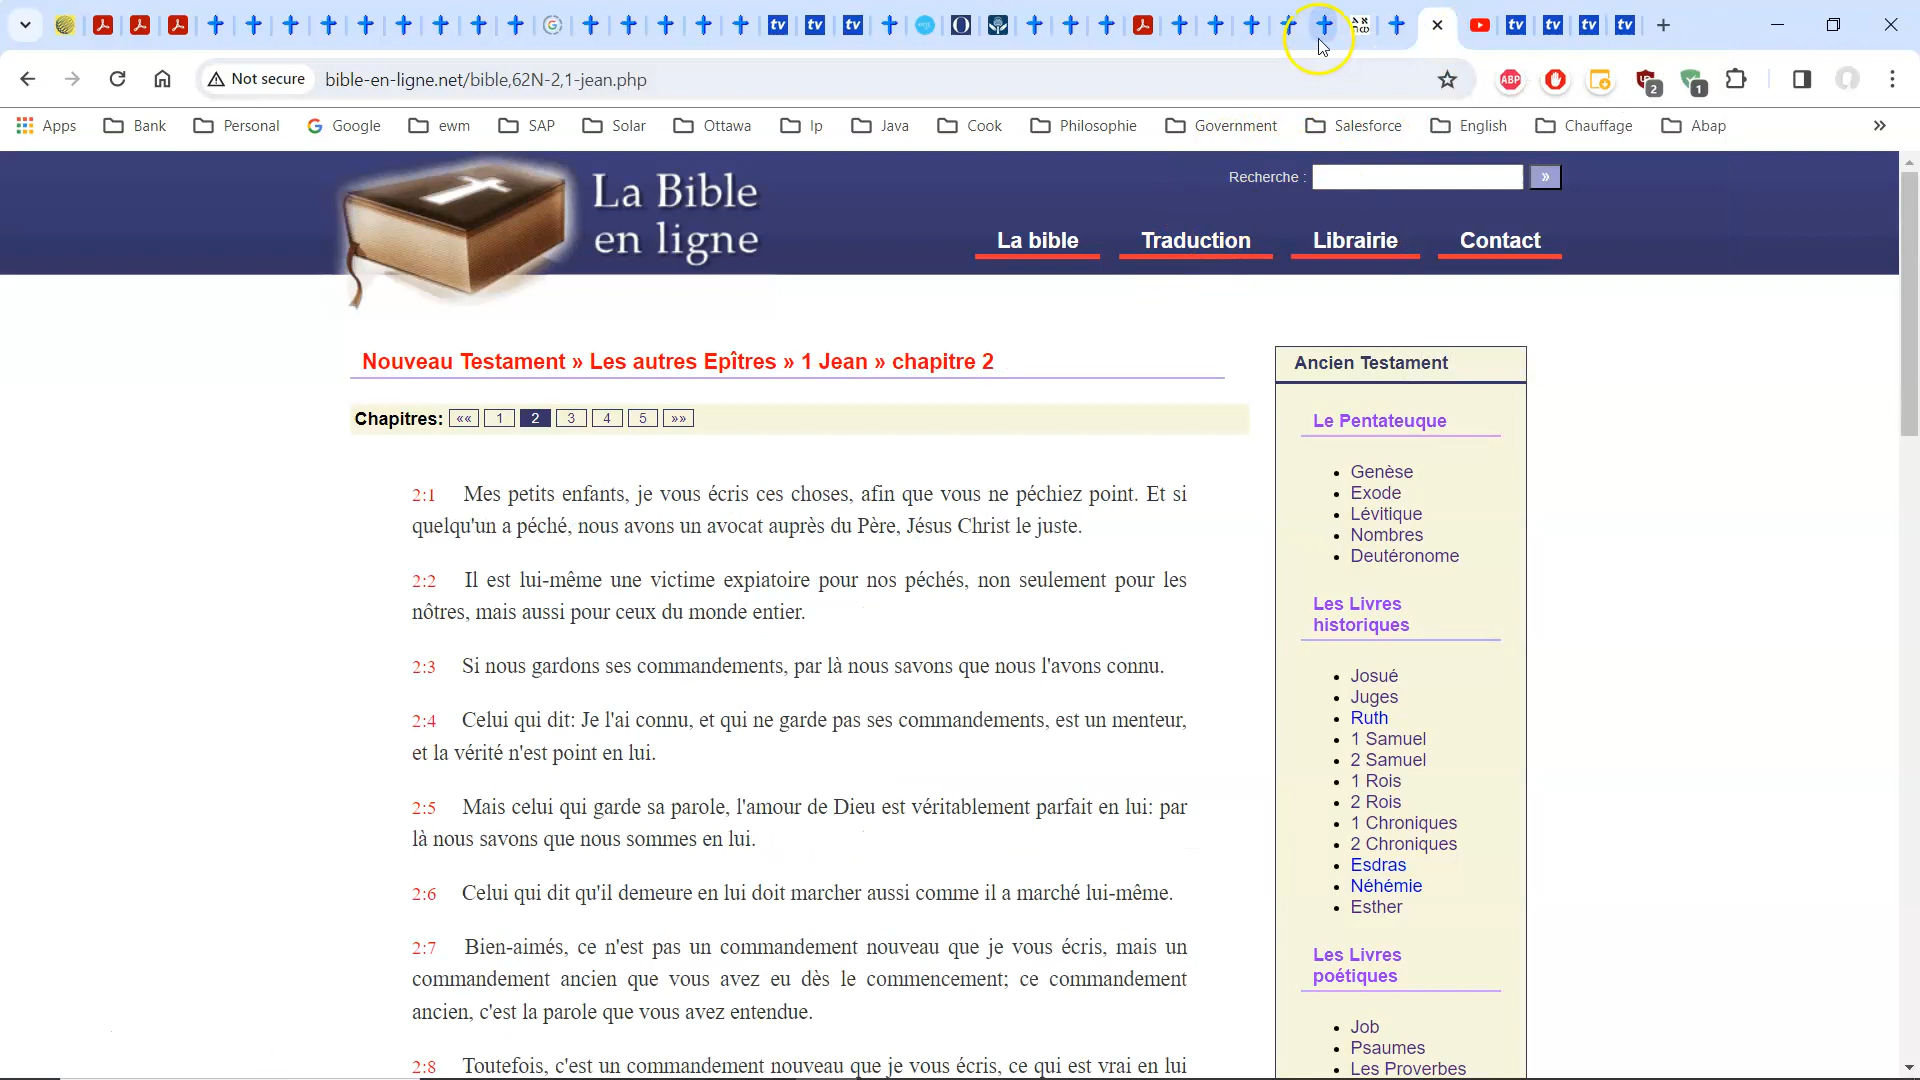 Not secure
bible-en-ligne.net/bible,62N-2,1-jean.php
ABP
2
1
Apps Bank Personal Google ewm SAP Solar Ottawa Ip Java Cook Philosophie Government Salesforce English Chauffage Abap »
La Bible
en ligne
Recherche : »
La bible Traduction Librairie Contact
Nouveau Testament » Les autres Epîtres » 1 Jean » chapitre 2
Chapitres: «« 1 2 3 4 5 »»
2:1 Mes petits enfants, je vous écris ces choses, afin que vous ne péchiez point. Et si
quelqu'un a péché, nous avons un avocat auprès du Père, Jésus Christ le juste.
2:2 Il est lui-même une victime expiatoire pour nos péchés, non seulement pour les
nôtres, mais aussi pour ceux du monde entier.
2:3 Si nous gardons ses commandements, par là nous savons que nous l'avons connu.
2:4 Celui qui dit: Je l'ai connu, et qui ne garde pas ses commandements, est un menteur,
et la vérité n'est point en lui.
2:5 Mais celui qui garde sa parole, l'amour de Dieu est véritablement parfait en lui: par
là nous savons que nous sommes en lui.
2:6 Celui qui dit qu'il demeure en lui doit marcher aussi comme il a marché lui-même.
2:7 Bien-aimés, ce n'est pas un commandement nouveau que je vous écris, mais un
commandement ancien que vous avez eu dès le commencement; ce commandement
ancien, c'est la parole que vous avez entendue.
2:8 Toutefois, c'est un commandement nouveau que je vous écris, ce qui est vrai en lui
Ancien Testament
Le Pentateuque
Genèse
Exode
Lévitique
Nombres
Deutéronome
Les Livres
historiques
Josué
Juges
Ruth
1 Samuel
2 Samuel
1 Rois
2 Rois
1 Chroniques
2 Chroniques
Esdras
Néhémie
Esther
Les Livres
poétiques
Job
Psaumes
Les Proverbes